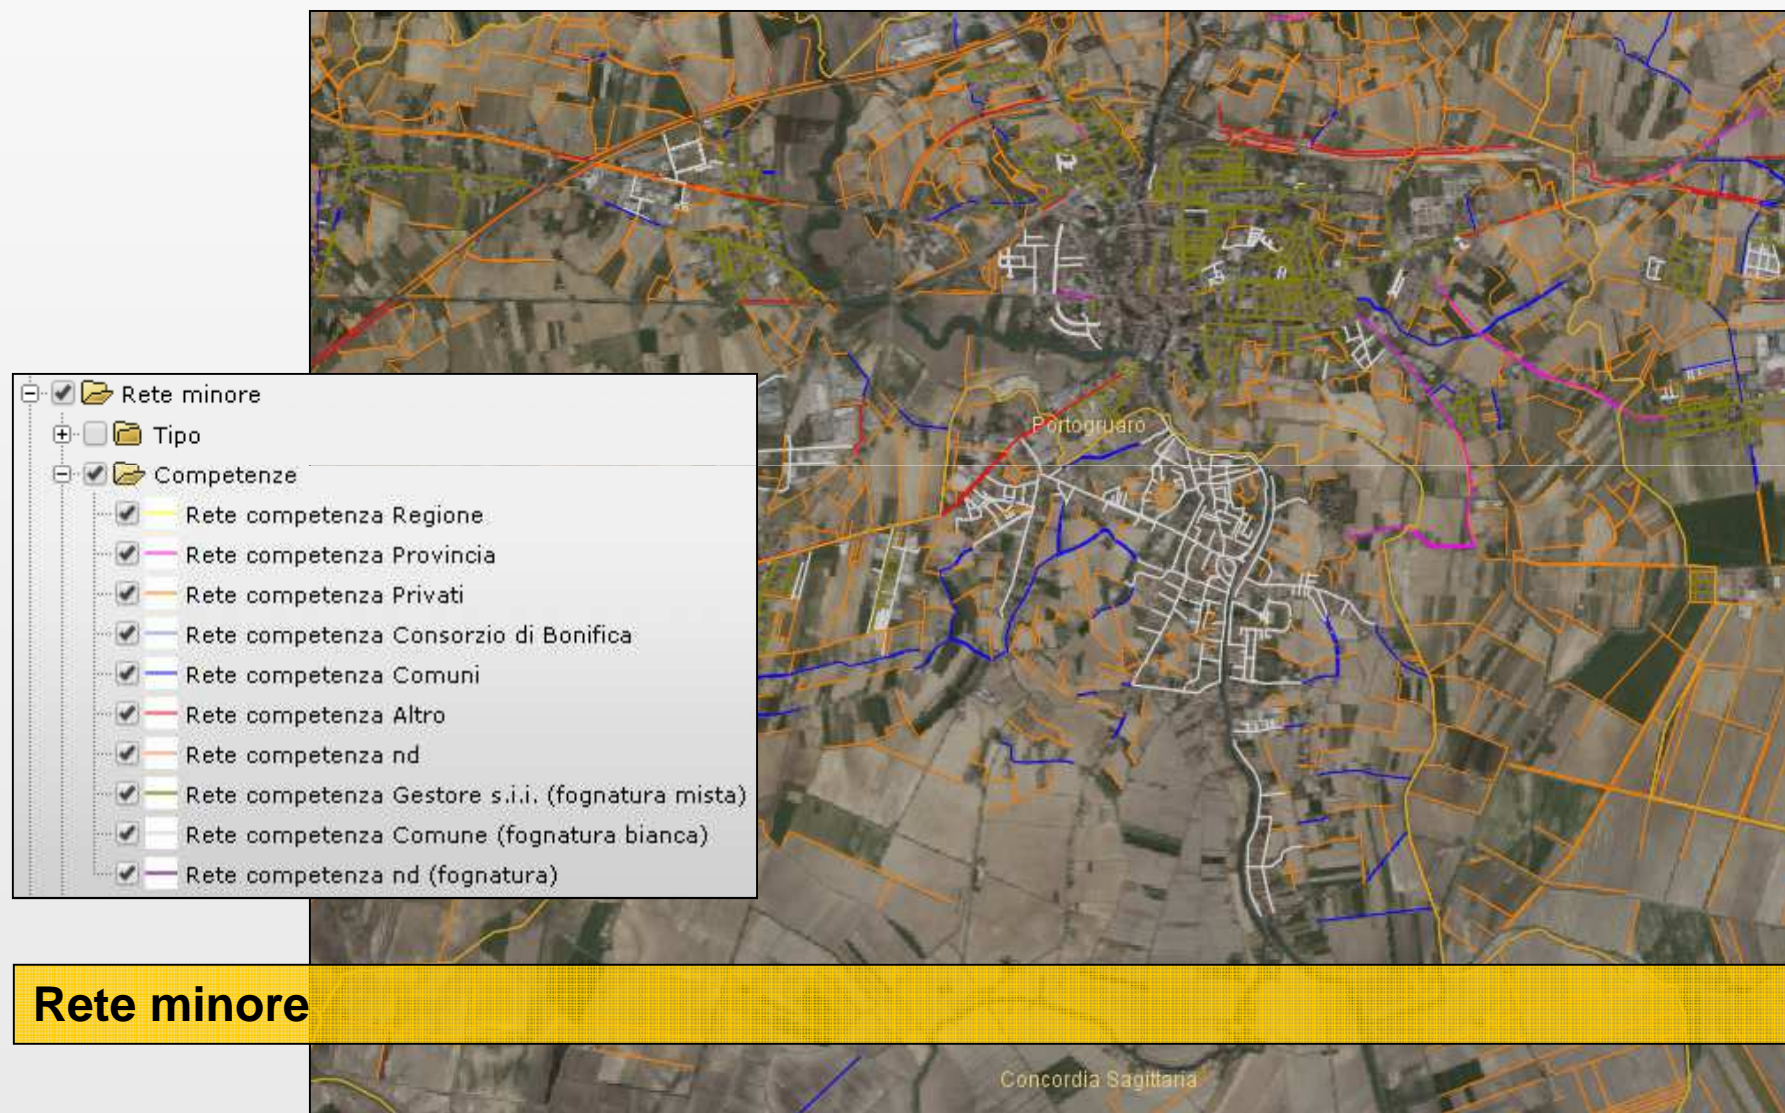 Rete minore
Tipo
Competenze
Rete competenza Regione
Rete competenza Provincia
Rete competenza Privati
Rete competenza Consorzio di Bonifica
Rete competenza Comuni
Rete competenza Altro
Rete competenza nd
Rete competenza Gestore s.i.i. (fognatura mista)
Rete competenza Comune (fognatura bianca)
Rete competenza nd (fognatura)
Portogruaro
Rete minore
Concordia Sagittaria